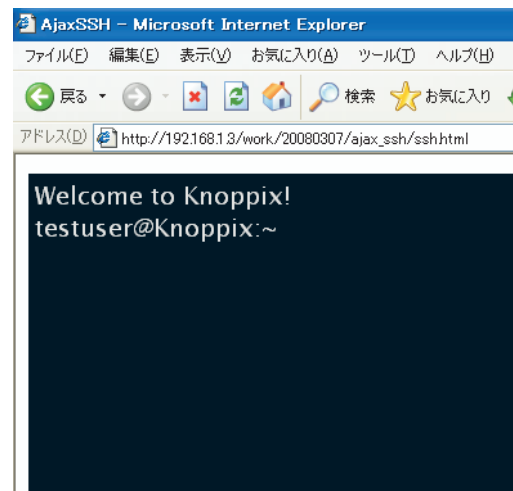 AjaxSSH - Microsoft Internet Explorer
ファイル(F) 編集(E) 表示(V) お気に入り(A) ツール(T) ヘルプ(H)
戻る 検索 お気に入り
アドレス(D) http://192.168.1.3/work/20080307/ajax_ssh/ssh.html
Welcome to Knoppix!
testuser@Knoppix:~